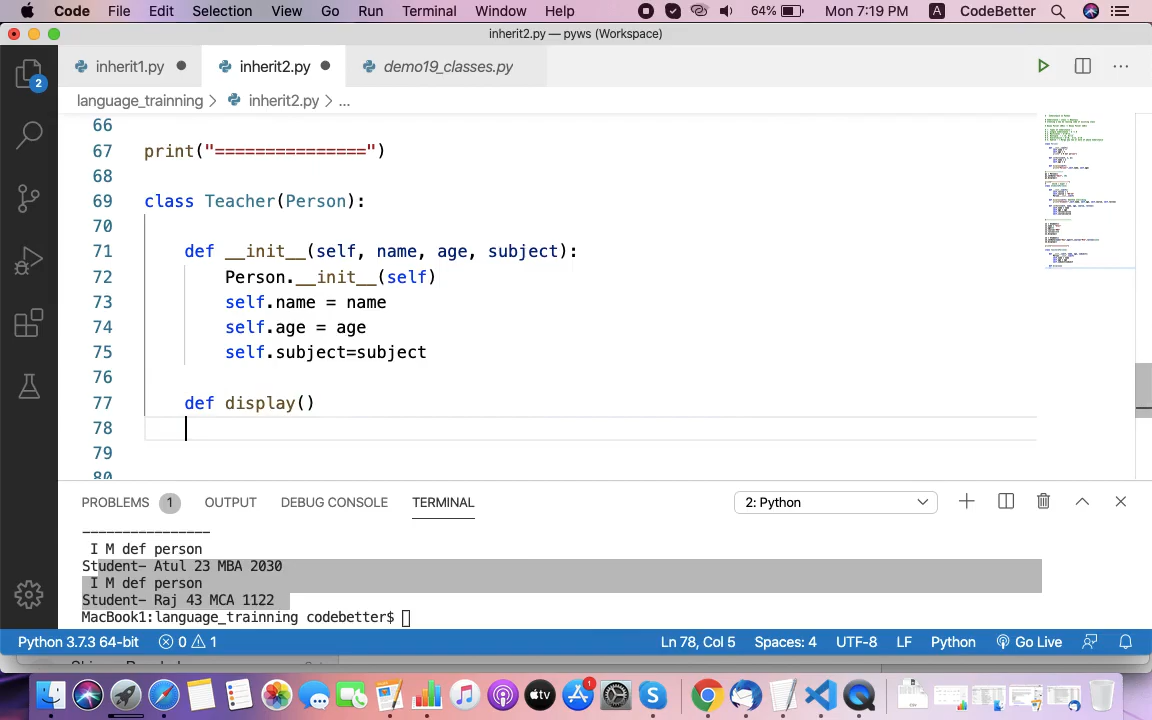 Code File Edit Selection View Go Run Terminal Window Help 64% Mon 7:19 PM A CodeBetter
inherit2.py — pyws (Workspace)
2 inherit1.py inherit2.py demo19_classes.py
language_trainning > inherit2.py > ...
66
67 print("===============")
68
69 class Teacher(Person):
70
71 def __init__(self, name, age, subject):
72 Person.__init__(self)
73 self.name = name
74 self.age = age
75 self.subject=subject
76
77 def display()
78
79
80
PROBLEMS 1 OUTPUT DEBUG CONSOLE TERMINAL 2: Python
----------------
I M def person
Student- Atul 23 MBA 2030
I M def person
Student- Raj 43 MCA 1122
MacBook1:language_trainning codebetter$
Python 3.7.3 64-bit 0 1 Ln 78, Col 5 Spaces: 4 UTF-8 LF Python Go Live
tv 1